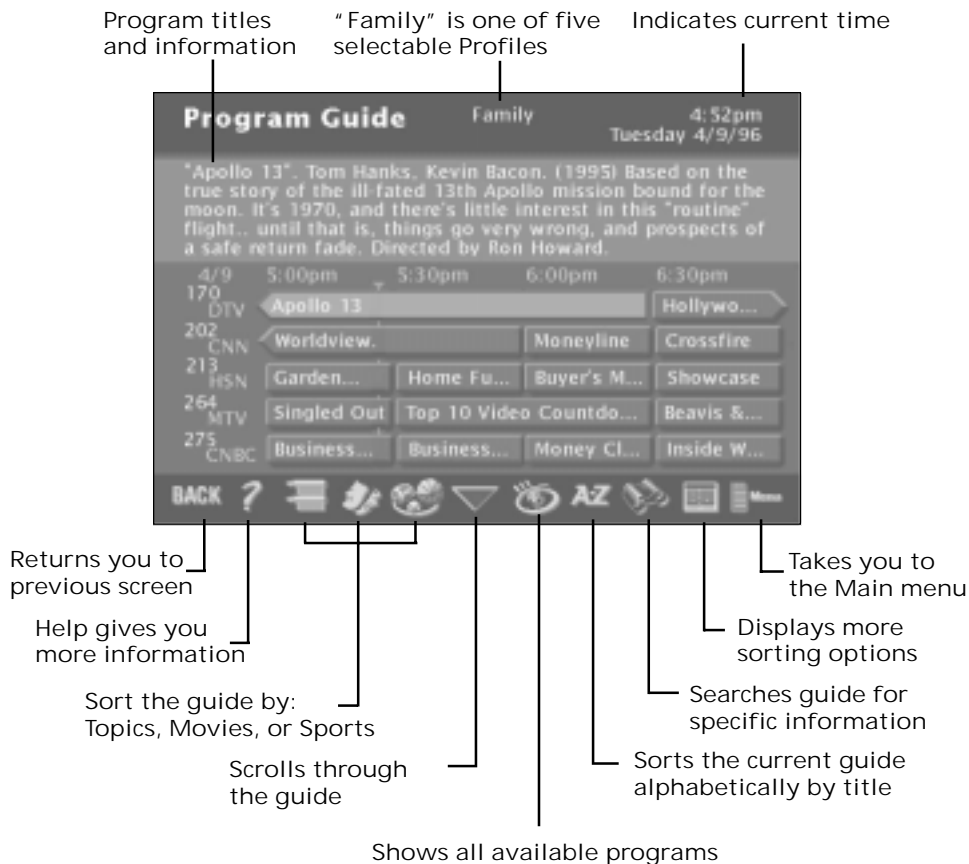 Program titles
and information
"Family" is one of five
selectable Profiles
Indicates current time
Program Guide
Family
4:52pm
Tuesday 4/9/96
"Apollo 13". Tom Hanks, Kevin Bacon. (1995) Based on the
true story of the ill-fated 13th Apollo mission bound for the
moon. It's 1970, and there's little interest in this "routine"
flight.. until that is, things go very wrong, and prospects of
a safe return fade. Directed by Ron Howard.
4/9 5:00pm 5:30pm 6:00pm 6:30pm
170 DTV Apollo 13 Hollywo...
202 CNN Worldview. Moneyline Crossfire
213 HSN Garden... Home Fu... Buyer's M... Showcase
264 MTV Singled Out Top 10 Video Countdo... Beavis &...
275 CNBC Business... Business... Money Cl... Inside W...
BACK ? A-Z Menu
Returns you to
previous screen
Takes you to
the Main menu
Help gives you
more information
Displays more
sorting options
Sort the guide by:
Topics, Movies, or Sports
Searches guide for
specific information
Scrolls through
the guide
Sorts the current guide
alphabetically by title
Shows all available programs